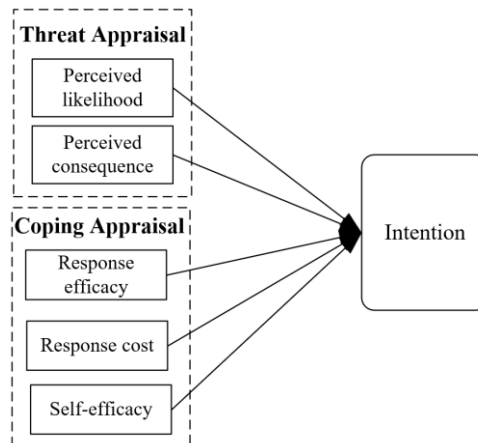 Threat Appraisal
Perceived
likelihood
Perceived
consequence
Coping Appraisal
Response
efficacy
Response cost
Self-efficacy
Intention